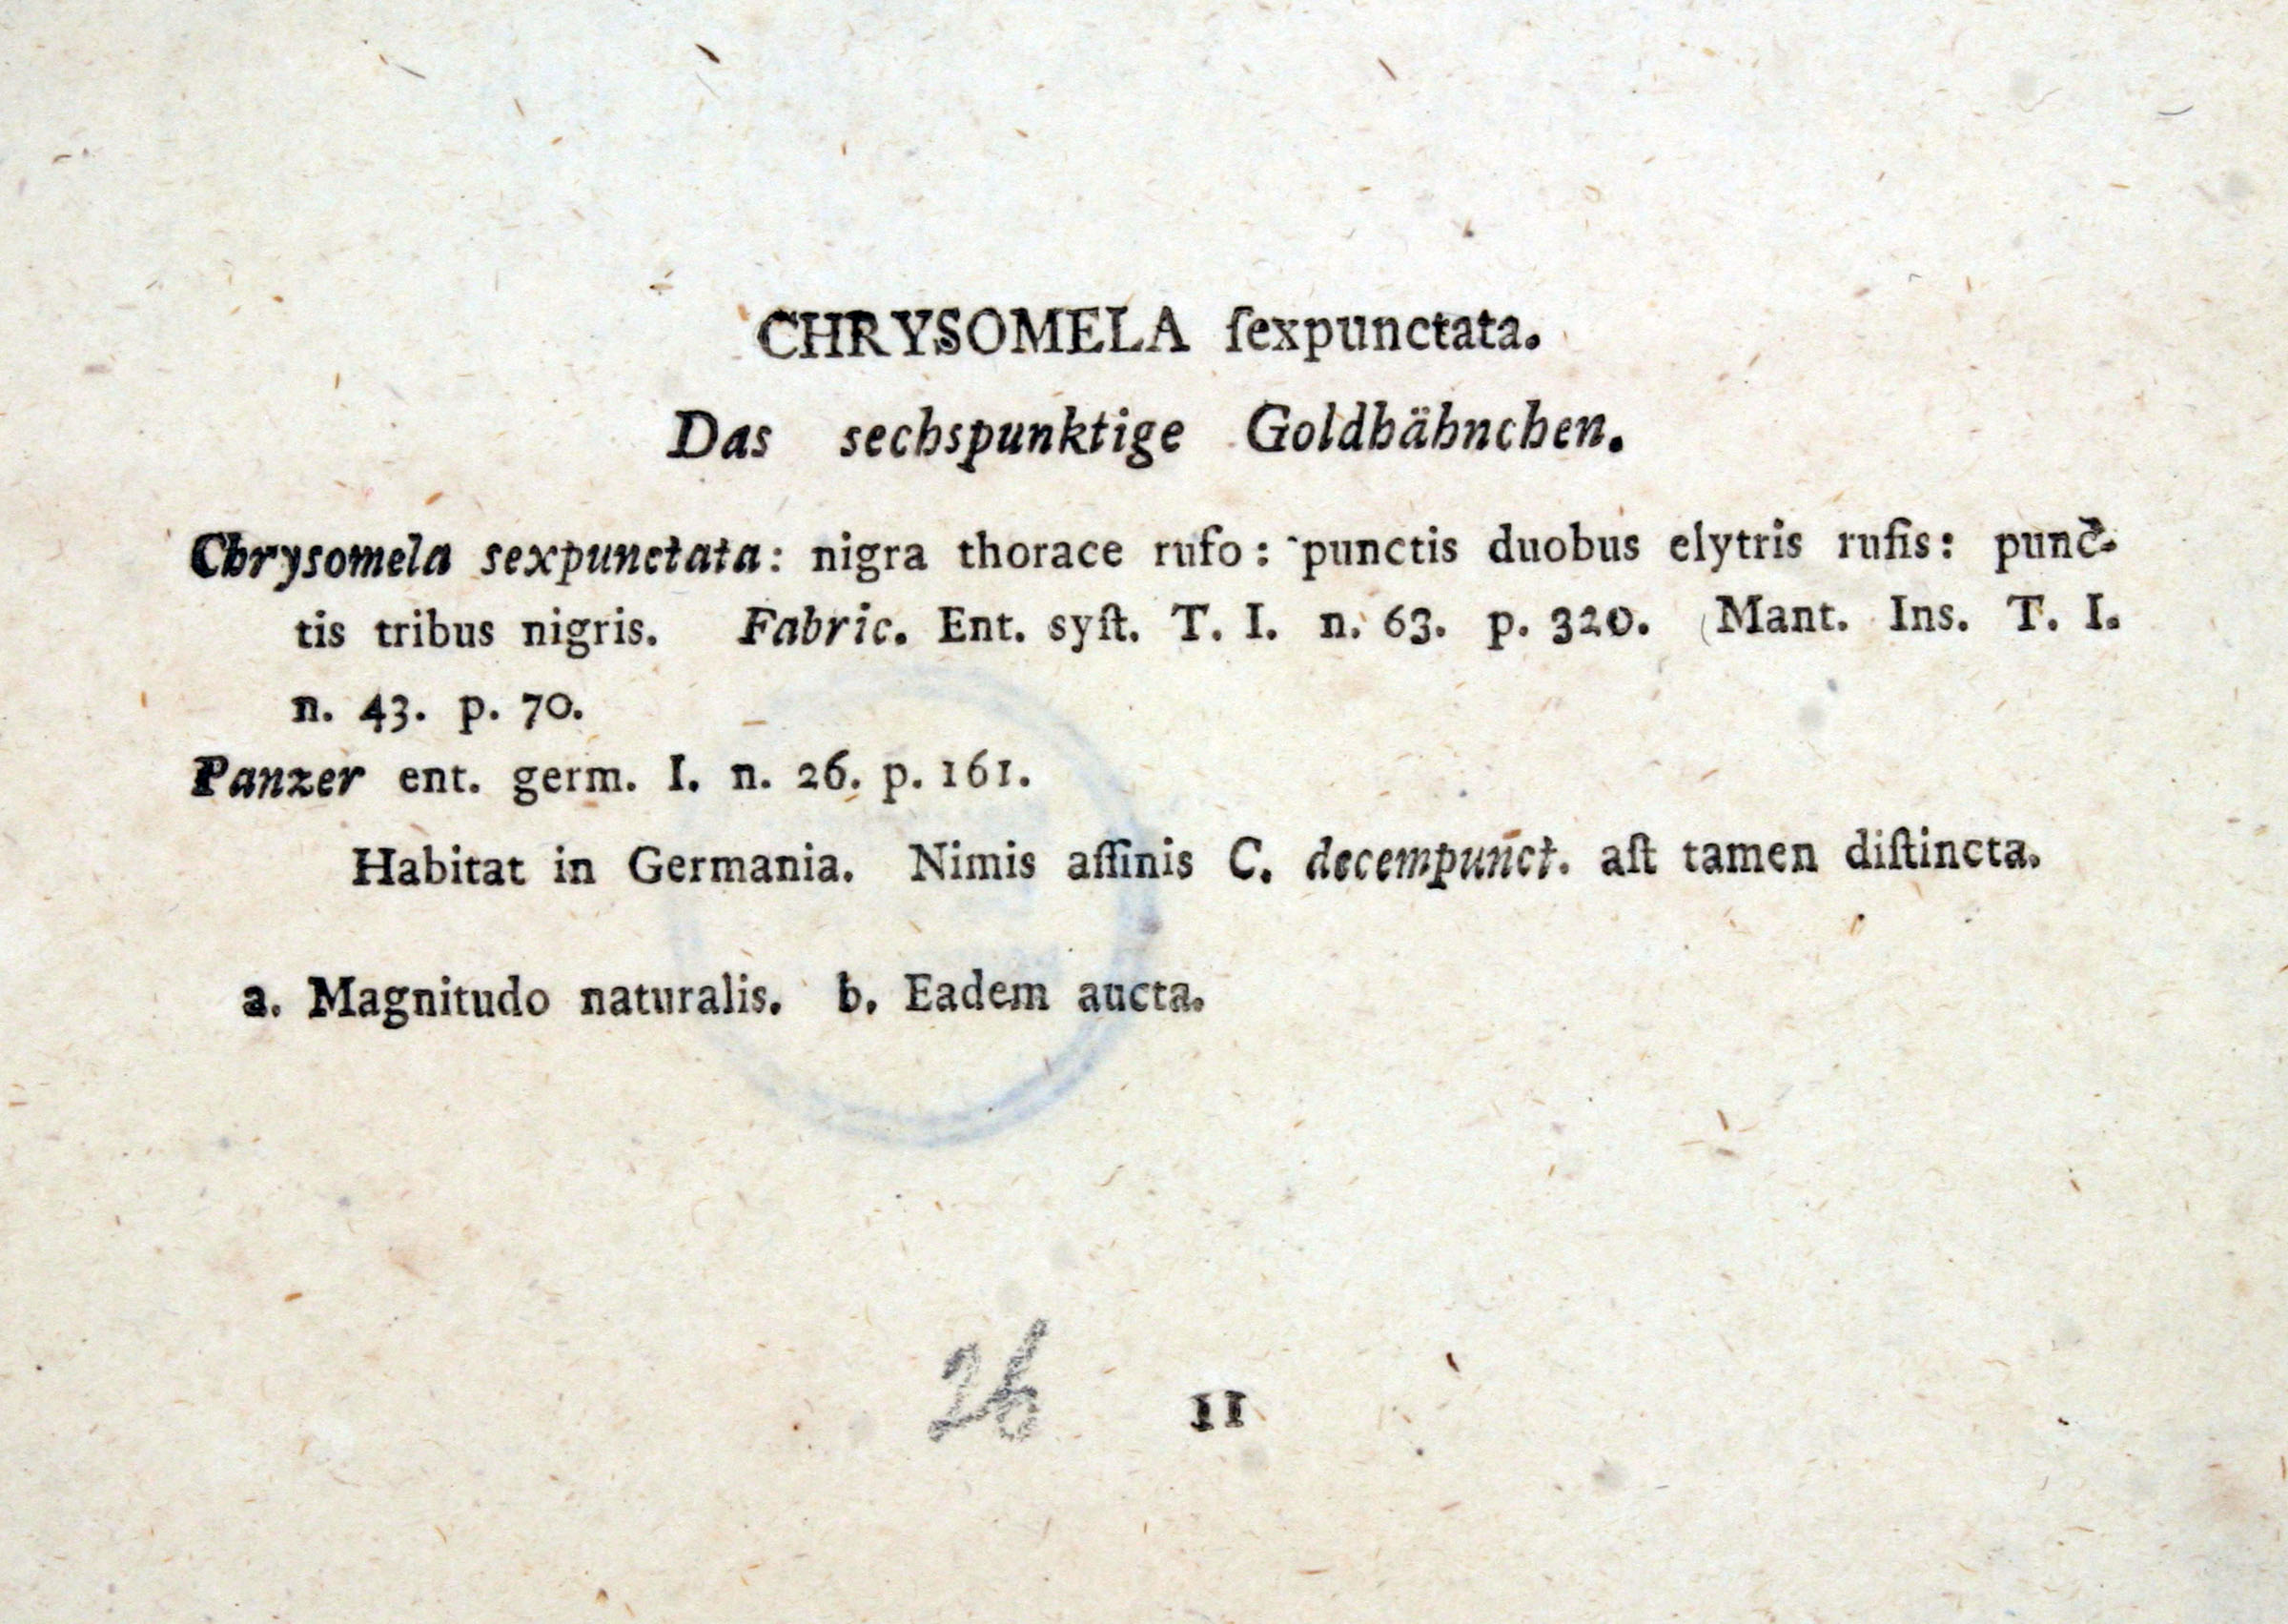 CHRYSOMELA ſexpunctata.
Das sechspunktige Goldhähnchen.
Chrysomela sexpunctata: nigra thorace rufo: punctis duobus elytris rufis: punc-
tis tribus nigris. Fabric. Ent. syſt. T. I. n. 63. p. 320. Mant. Ins. T. I.
n. 43. p. 70.
Panzer ent. germ. I. n. 26. p. 161.
Habitat in Germania. Nimis affinis C. decempunct. aſt tamen diſtincta.
a. Magnitudo naturalis. b. Eadem aucta.
26 11